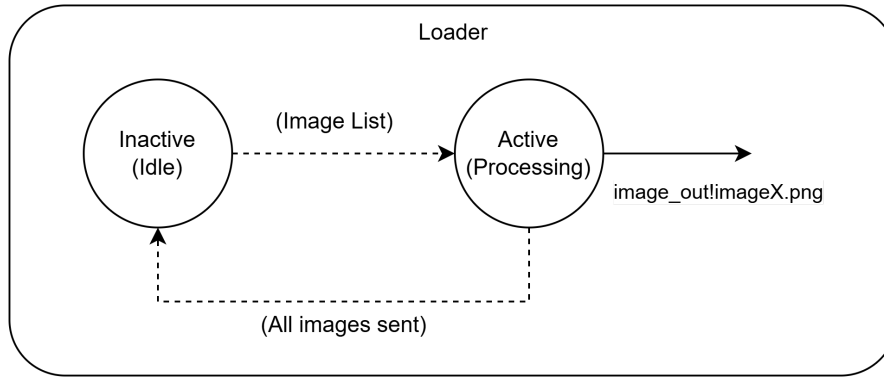 Loader
Inactive
(Idle)
(Image List)
Active
(Processing)
image_out!imageX.png
(All images sent)